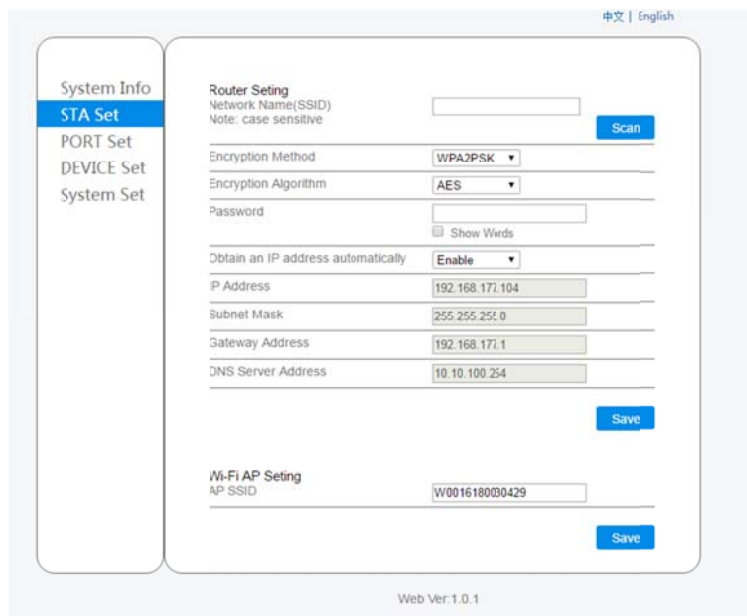 中文 | English
System Info
STA Set
PORT Set
DEVICE Set
System Set
Router Seting
Network Name(SSID)
Note: case sensitive
Scan
Encryption Method WPA2PSK
Encryption Algorithm AES
Password
Show Words
Obtain an IP address automatically Enable
IP Address 192.168.177.104
Subnet Mask 255.255.255.0
Gateway Address 192.168.177.1
DNS Server Address 10.10.100.254
Save
Wi-Fi AP Seting
AP SSID W0016180030429
Save
Web Ver:1.0.1